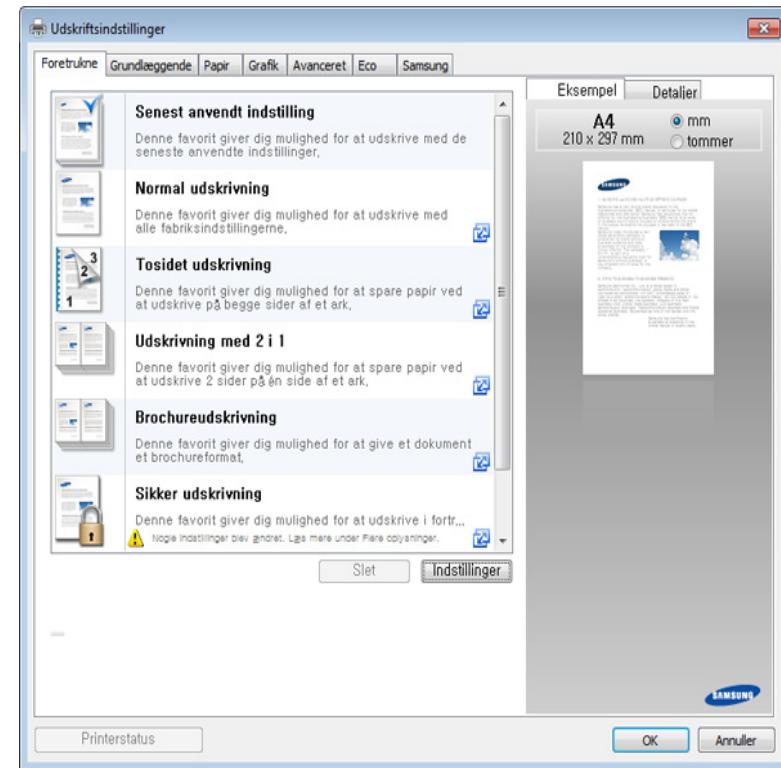 Udskriftsindstillinger
Foretrukne Grundlæggende Papir Grafik Avanceret Eco Samsung
Senest anvendt indstilling
Denne favorit giver dig mulighed for at udskrive med de
seneste anvendte indstillinger.
Normal udskrivning
Denne favorit giver dig mulighed for at udskrive med
alle fabriksindstillingerne.
Tosidet udskrivning
Denne favorit giver dig mulighed for at spare papir ved
at udskrive på begge sider af et ark.
Udskrivning med 2 i 1
Denne favorit giver dig mulighed for at spare papir ved
at udskrive 2 sider på én side af et ark.
Brochureudskrivning
Denne favorit giver dig mulighed for at give et dokument
et brochureformat.
Sikker udskrivning
Denne favorit giver dig mulighed for at udskrive i fortr...
Nogle indstillinger blev ændret. Læs mere under Flere oplysninger.
3
2
1
Slet Indstillinger
Eksempel Detaljer
A4
210 x 297 mm
mm
tommer
SAMSUNG
SAMSUNG
Printerstatus
OK Annuller